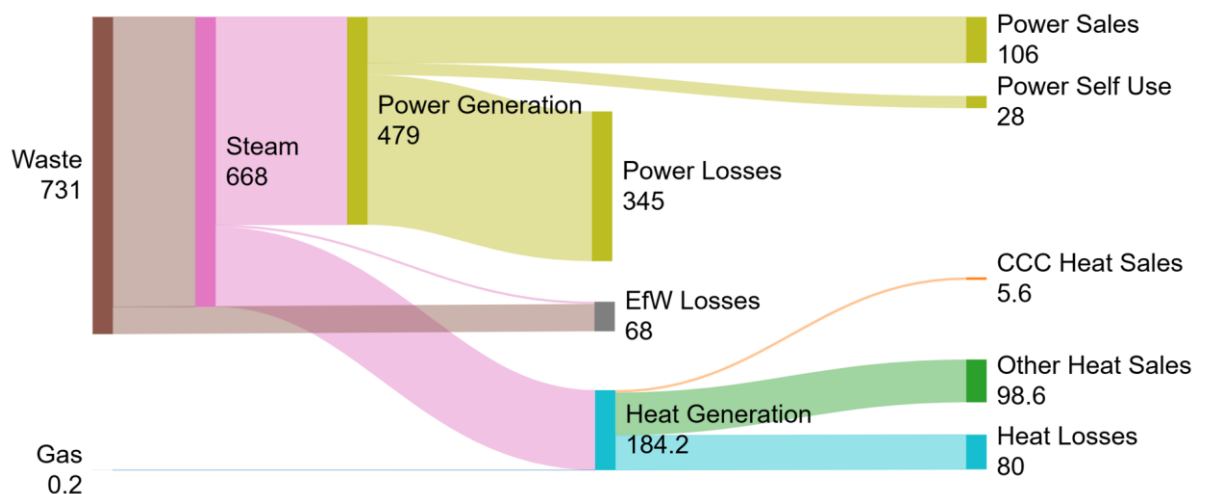 Power Sales
106
Power Self Use
28
Power Generation
479
Steam
668
Waste
731
Power Losses
345
CCC Heat Sales
5.6
EfW Losses
68
Other Heat Sales
98.6
Heat Generation
184.2
Heat Losses
80
Gas
0.2